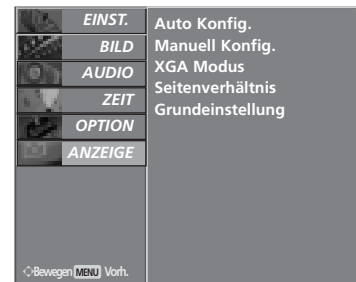 EINST.
BILD
AUDIO
ZEIT
OPTION
ANZEIGE
Auto Konfig.
Manuell Konfig.
XGA Modus
Seitenverhältnis
Grundeinstellung
Bewegen MENU Vorh.